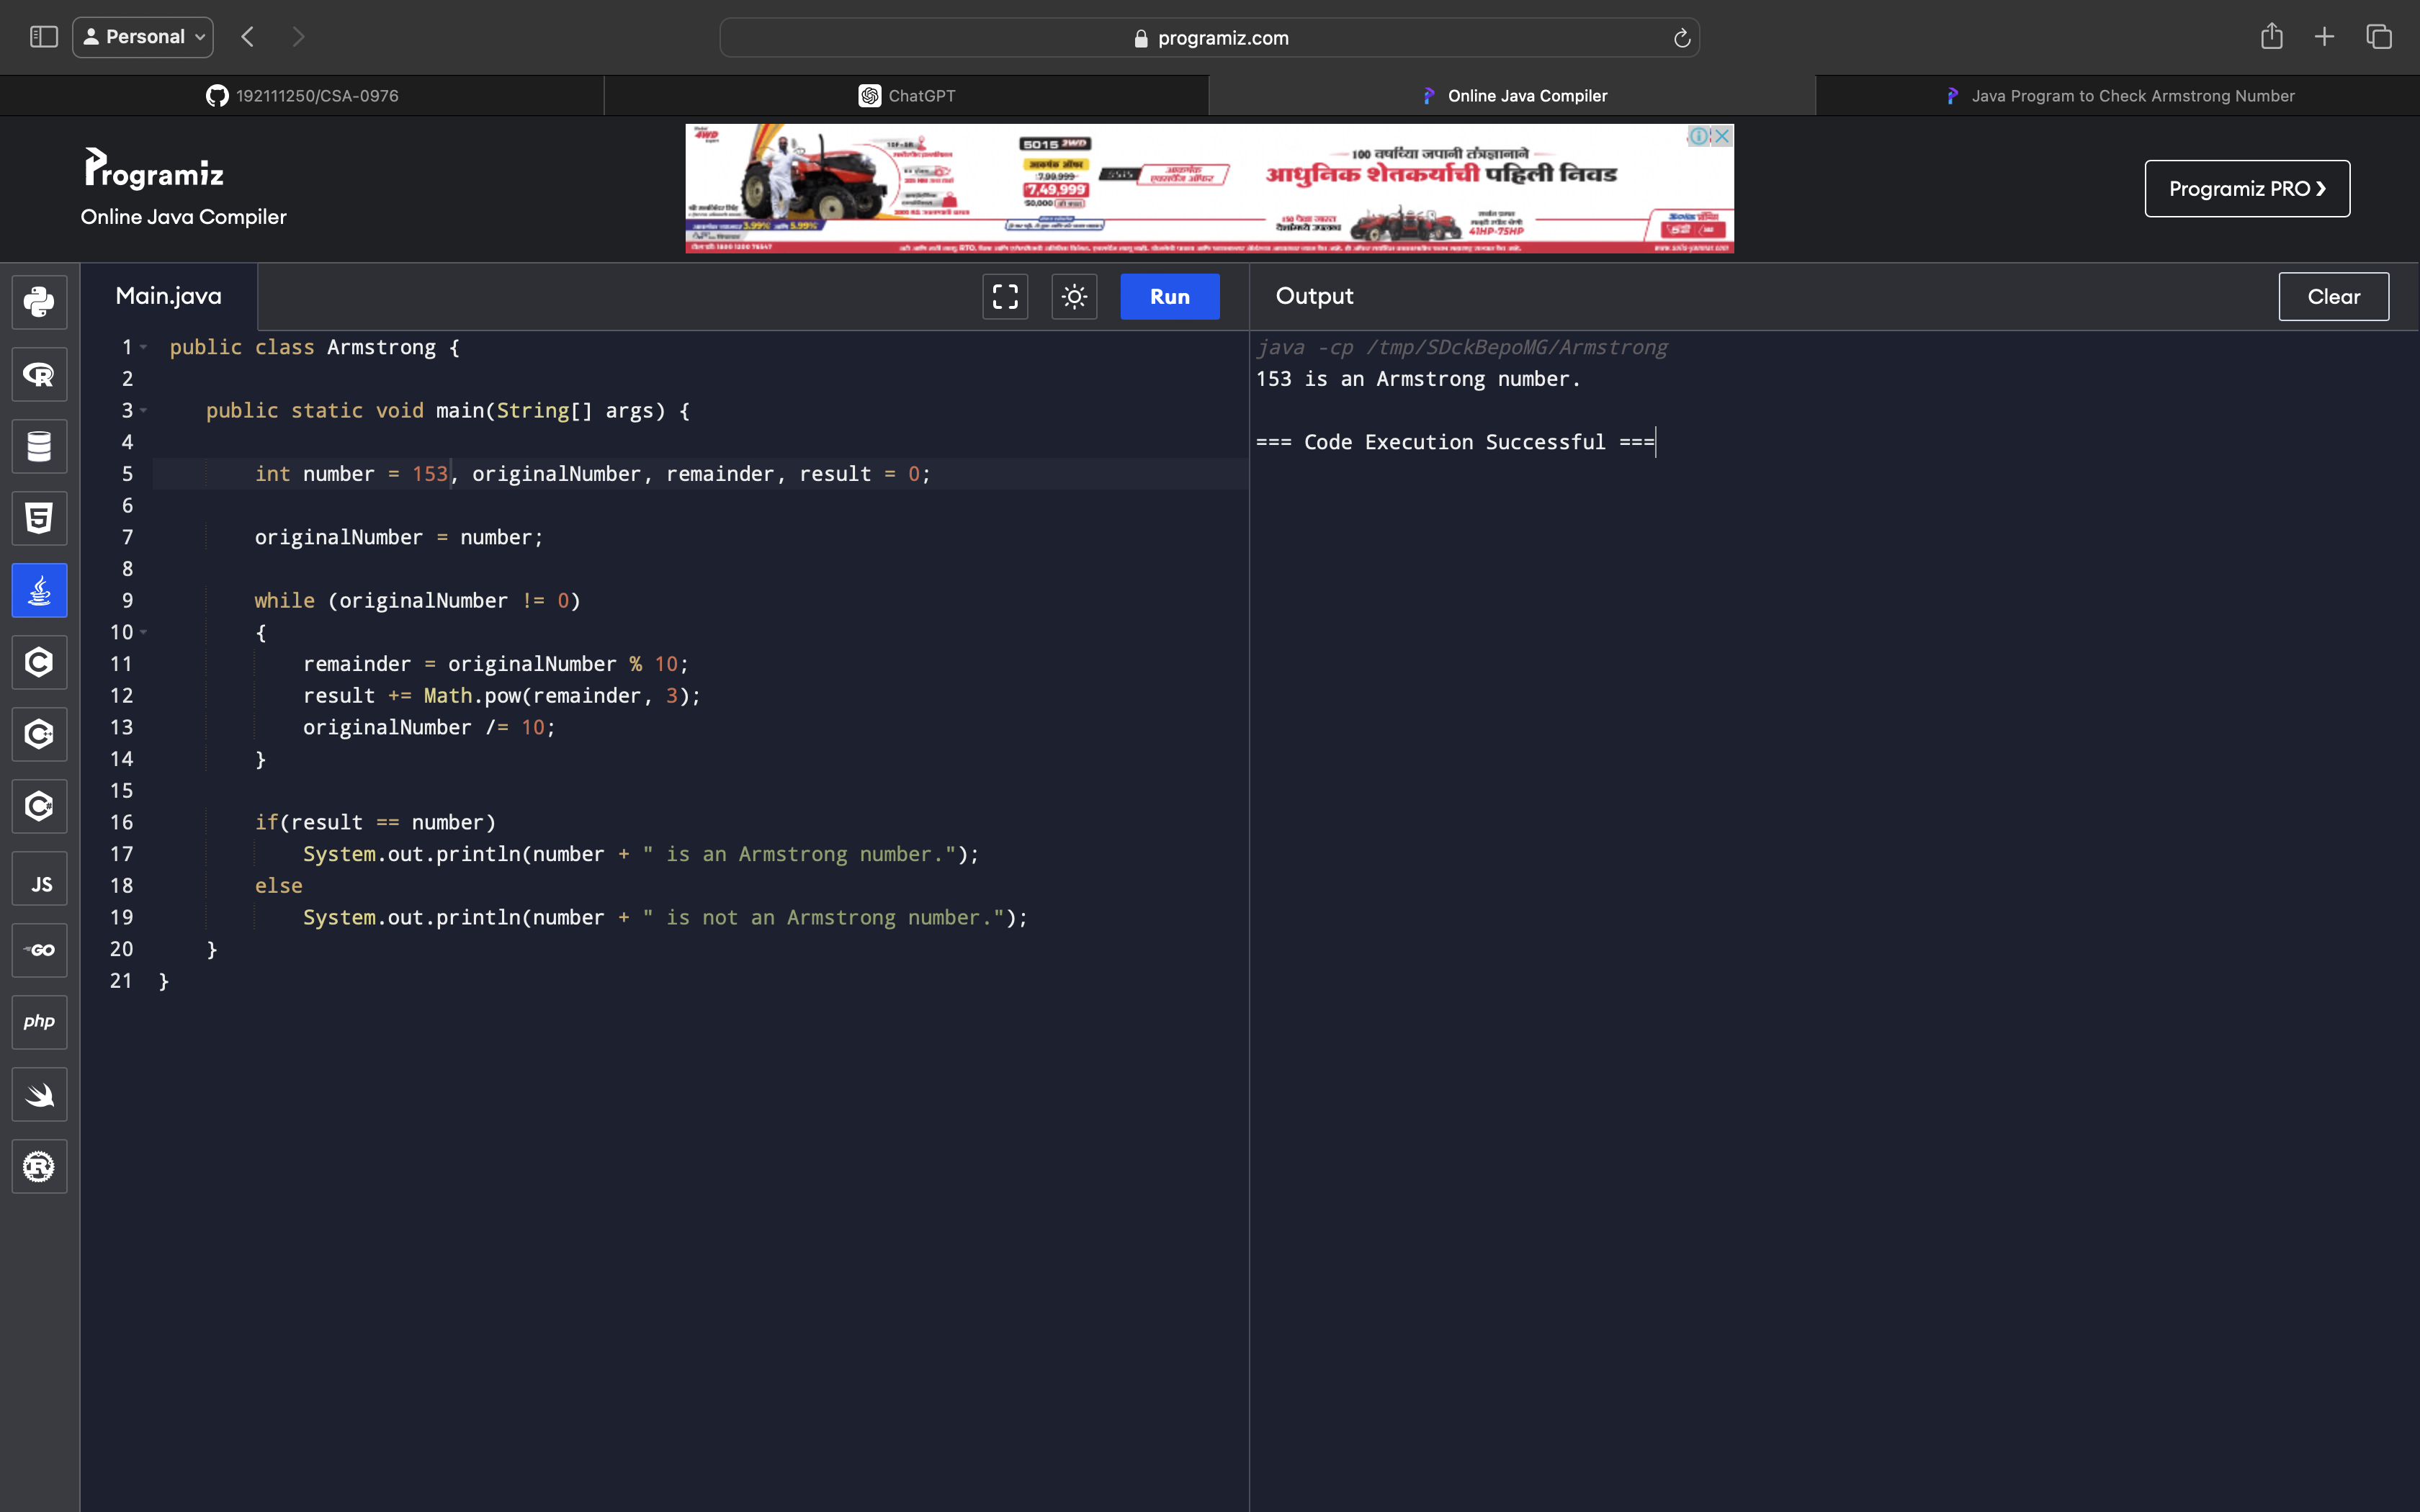 Personal
programiz.com
192111250/CSA-0976
ChatGPT
Online Java Compiler
Java Program to Check Armstrong Number
Programiz
Online Java Compiler
5015 2WD
7,49,999
100 वर्षांच्या जपानी तंत्रज्ञानाने
आधुनिक शेतकर्याची पहिली निवड
41HP-75HP
Programiz PRO ❯
Main.java
Run
Output
Clear
1 public class Armstrong {
2
3 public static void main(String[] args) {
4
5 int number = 153, originalNumber, remainder, result = 0;
6
7 originalNumber = number;
8
9 while (originalNumber != 0)
10 {
11 remainder = originalNumber % 10;
12 result += Math.pow(remainder, 3);
13 originalNumber /= 10;
14 }
15
16 if(result == number)
17 System.out.println(number + " is an Armstrong number.");
18 else
19 System.out.println(number + " is not an Armstrong number.");
20 }
21 }
java -cp /tmp/SDckBepoMG/Armstrong
153 is an Armstrong number.
=== Code Execution Successful ===
JS
GO
php